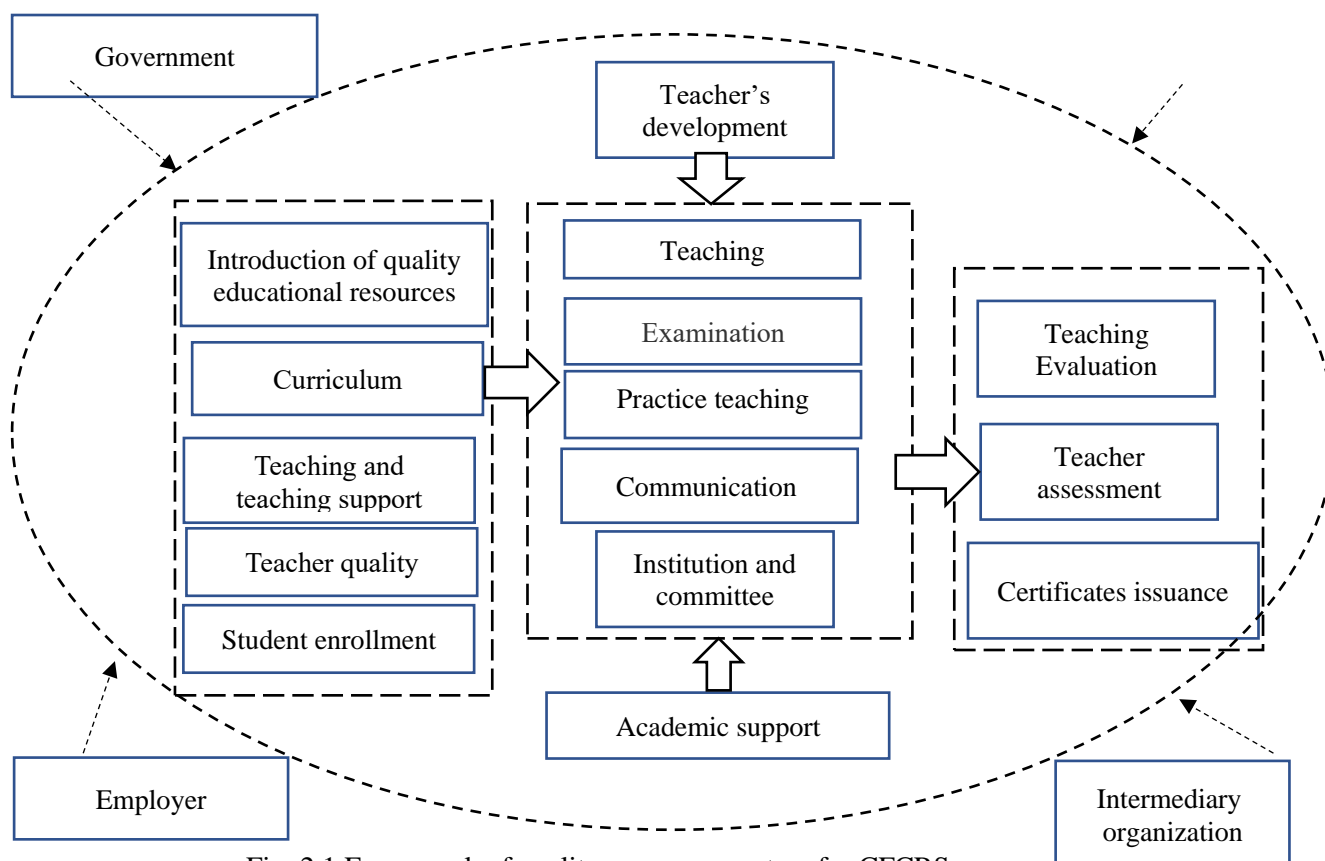 Government
Teacher's
development
Introduction of quality
educational resources
Curriculum
Teaching and
teaching support
Teacher quality
Student enrollment
Teaching
Examination
Practice teaching
Communication
Institution and
committee
Teaching
Evaluation
Teacher
assessment
Certificates issuance
Academic support
Employer
Intermediary
organization